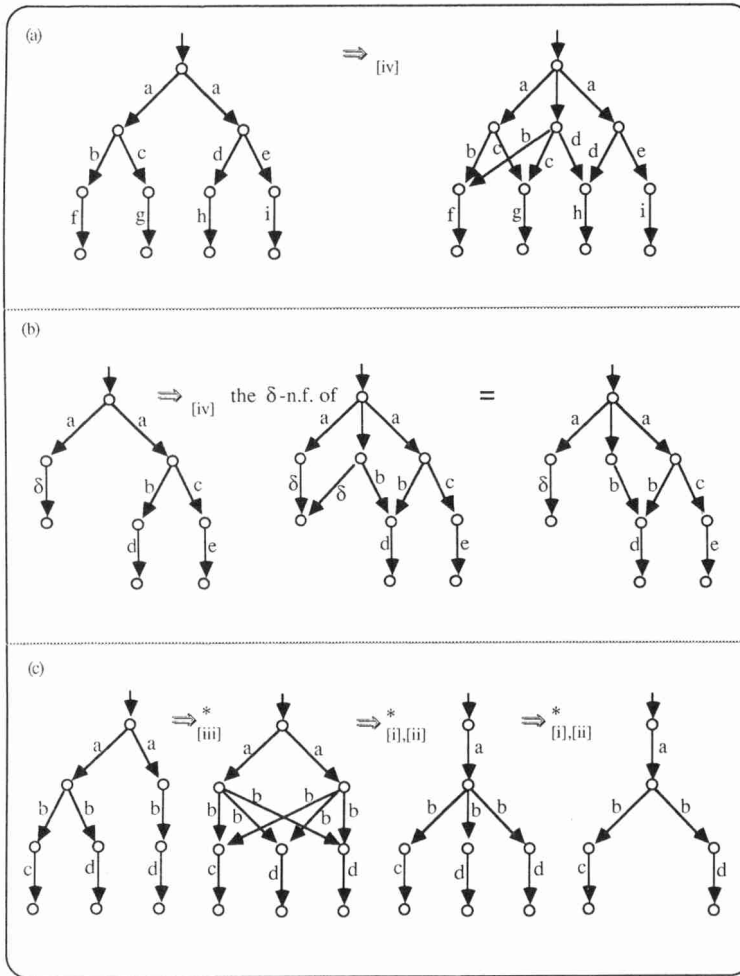 (a)
⇒ [iv]
a a a a
b c d e b c b c d d e
f g h i f g h i
(b)
⇒ [iv] the δ-n.f. of =
a a a a a a
δ b c δ δ b b c δ b b c
d e d e d e
(c)
⇒ * [iii] ⇒ * [i],[ii] ⇒ * [i],[ii]
a a a a a a
b b b b b b b b b b b b b b
c d d c d d c d d c d